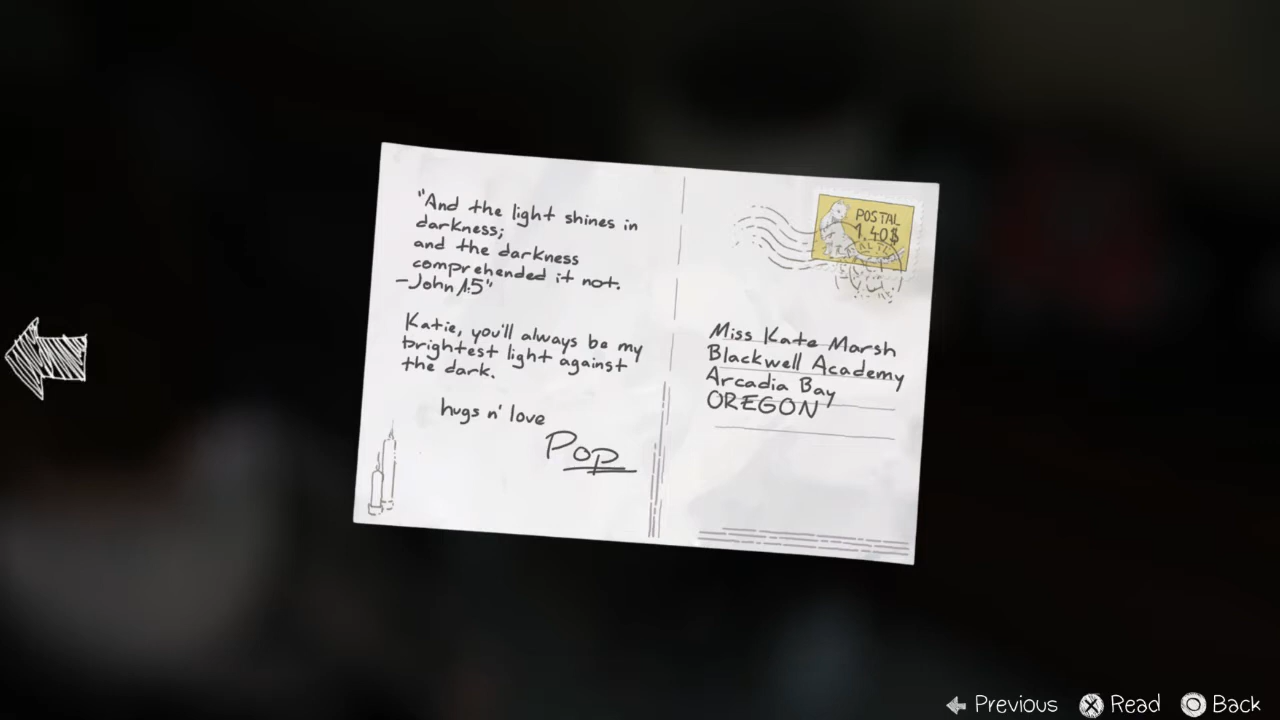 "And the light shines in
darkness;
and the darkness
comprehended it not.
-John 1:5"
Katie, you'll always be my
brightest light against
the dark.
hugs n' love
Pop
POSTAL
1.40$
Miss Kate Marsh
Blackwell Academy
Arcadia Bay
OREGON
Previous
Read
Back